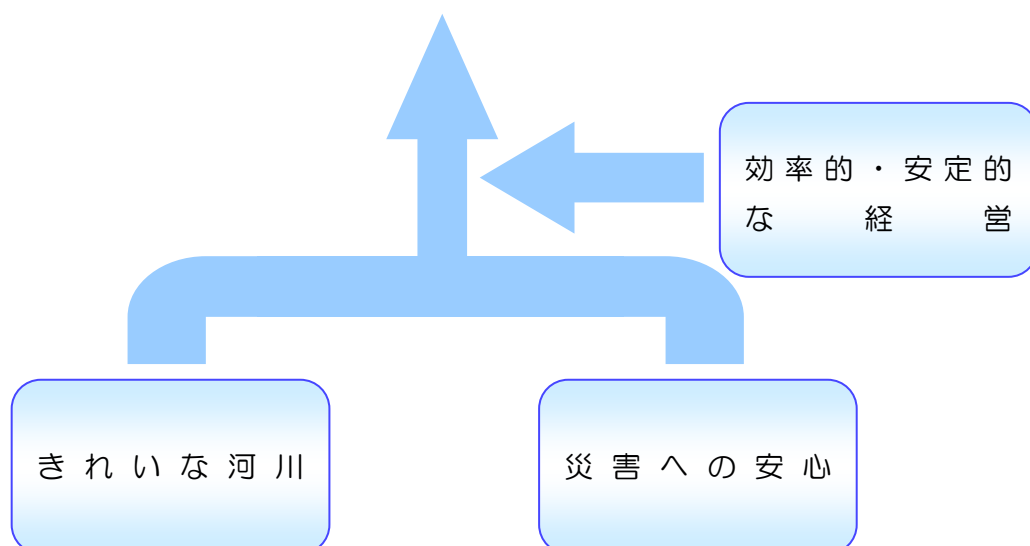 効率的・安定的
な経営
きれいな河川
災害への安心